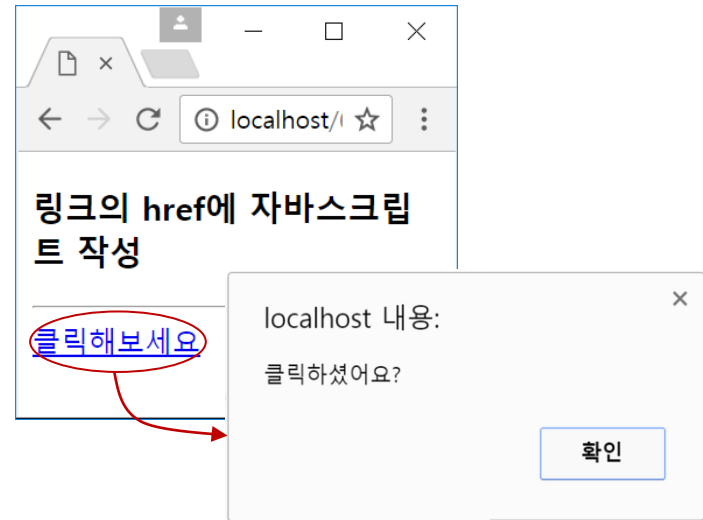 localhost/
링크의 href에 자바스크립
트 작성
클릭해보세요
localhost 내용:
클릭하셨어요?
확인